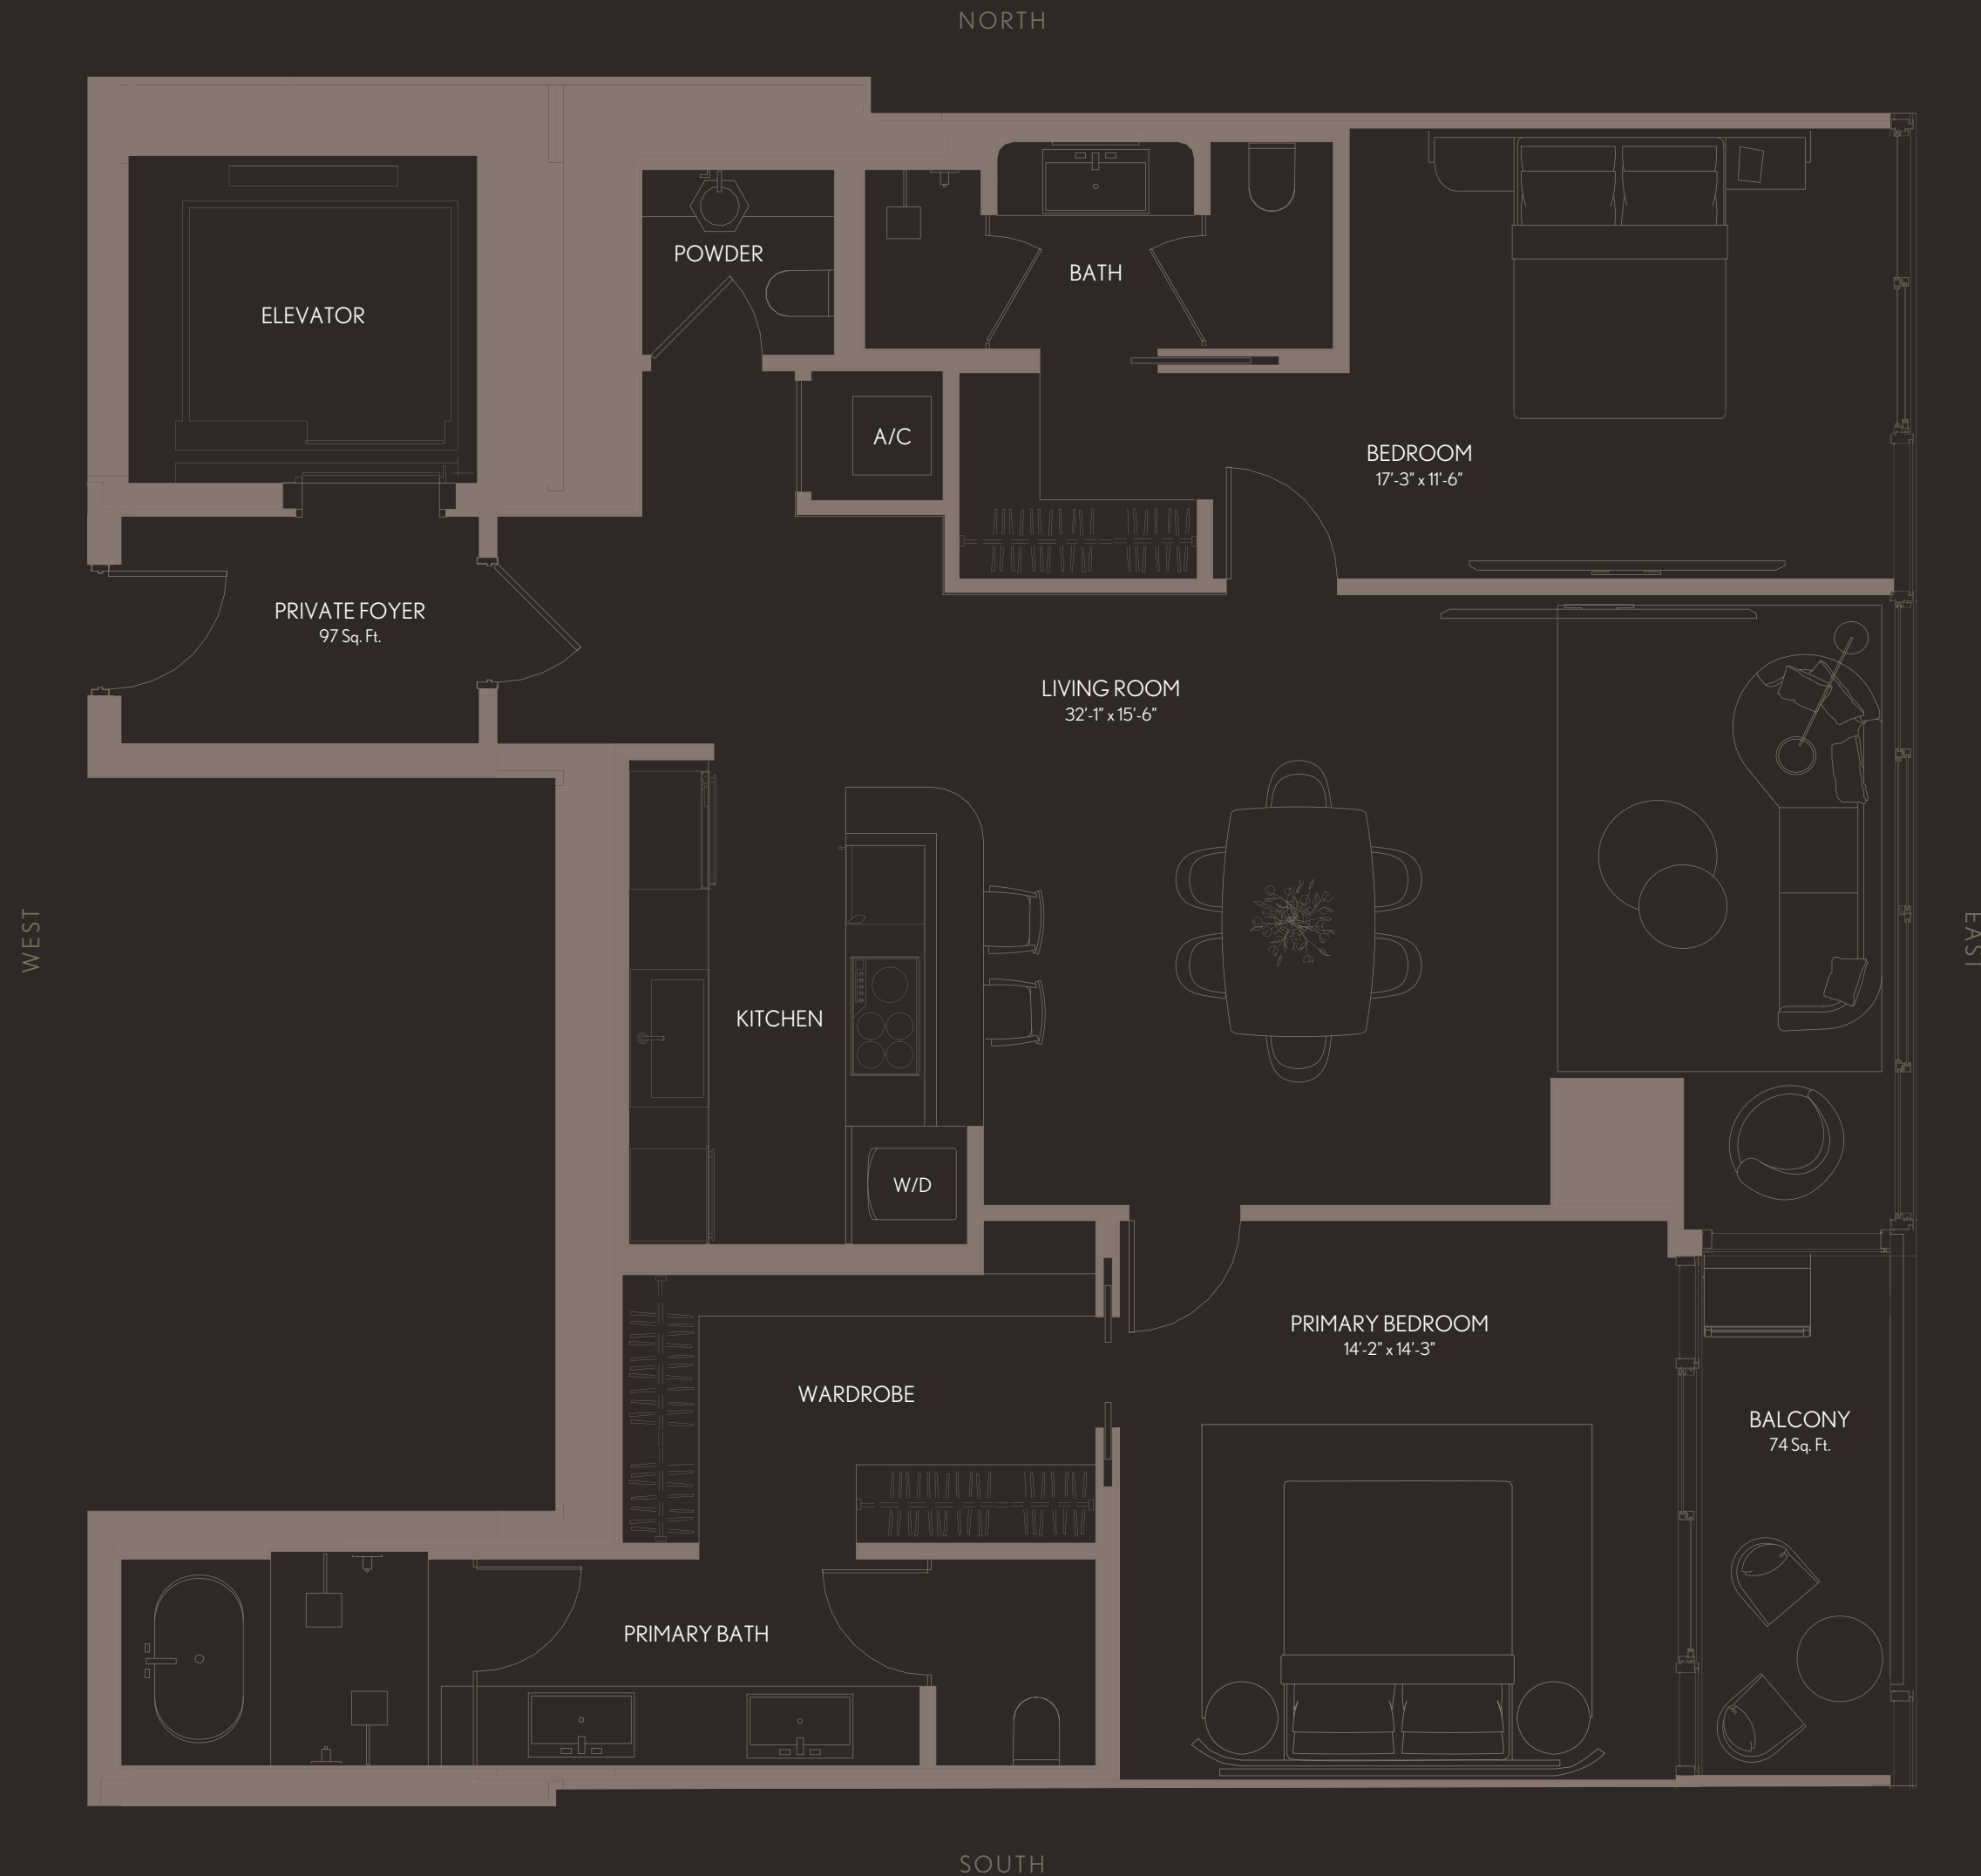 NORTH
POWDER
BATH
ELEVATOR
A/C
BEDROOM
17'-3" x 11'-6"
PRIVATE FOYER
97 Sq. Ft.
LIVING ROOM
32'-1" x 15'-6"
WEST
EAST
KITCHEN
W/D
PRIMARY BEDROOM
14'-2" x 14'-3"
WARDROBE
BALCONY
74 Sq. Ft.
PRIMARY BATH
SOUTH